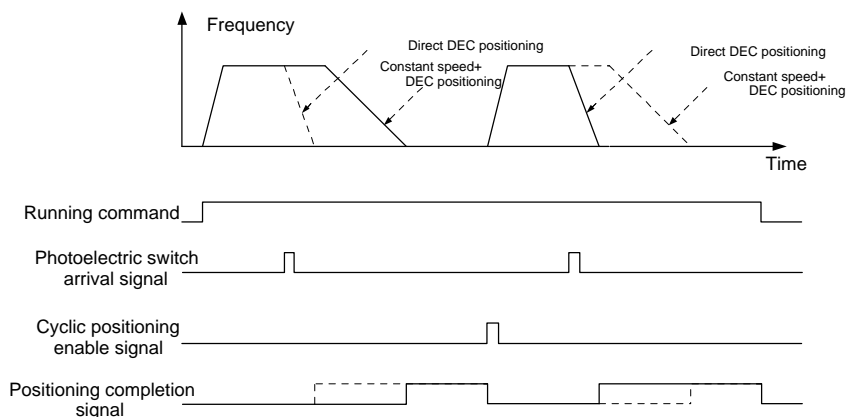 Frequency
Direct DEC positioning
Constant speed+
DEC positioning
Direct DEC positioning
Constant speed+
DEC positioning
Time
Running command
Photoelectric switch
arrival signal
Cyclic positioning
enable signal
Positioning completion
signal